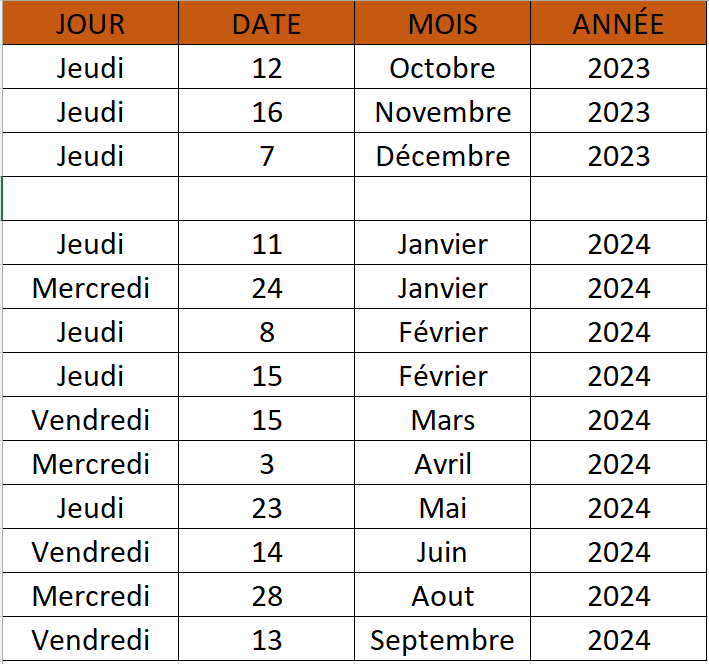 JOUR DATE MOIS ANNÉE
Jeudi 12 Octobre 2023
Jeudi 16 Novembre 2023
Jeudi 7 Décembre 2023
Jeudi 11 Janvier 2024
Mercredi 24 Janvier 2024
Jeudi 8 Février 2024
Jeudi 15 Février 2024
Vendredi 15 Mars 2024
Mercredi 3 Avril 2024
Jeudi 23 Mai 2024
Vendredi 14 Juin 2024
Mercredi 28 Aout 2024
Vendredi 13 Septembre 2024